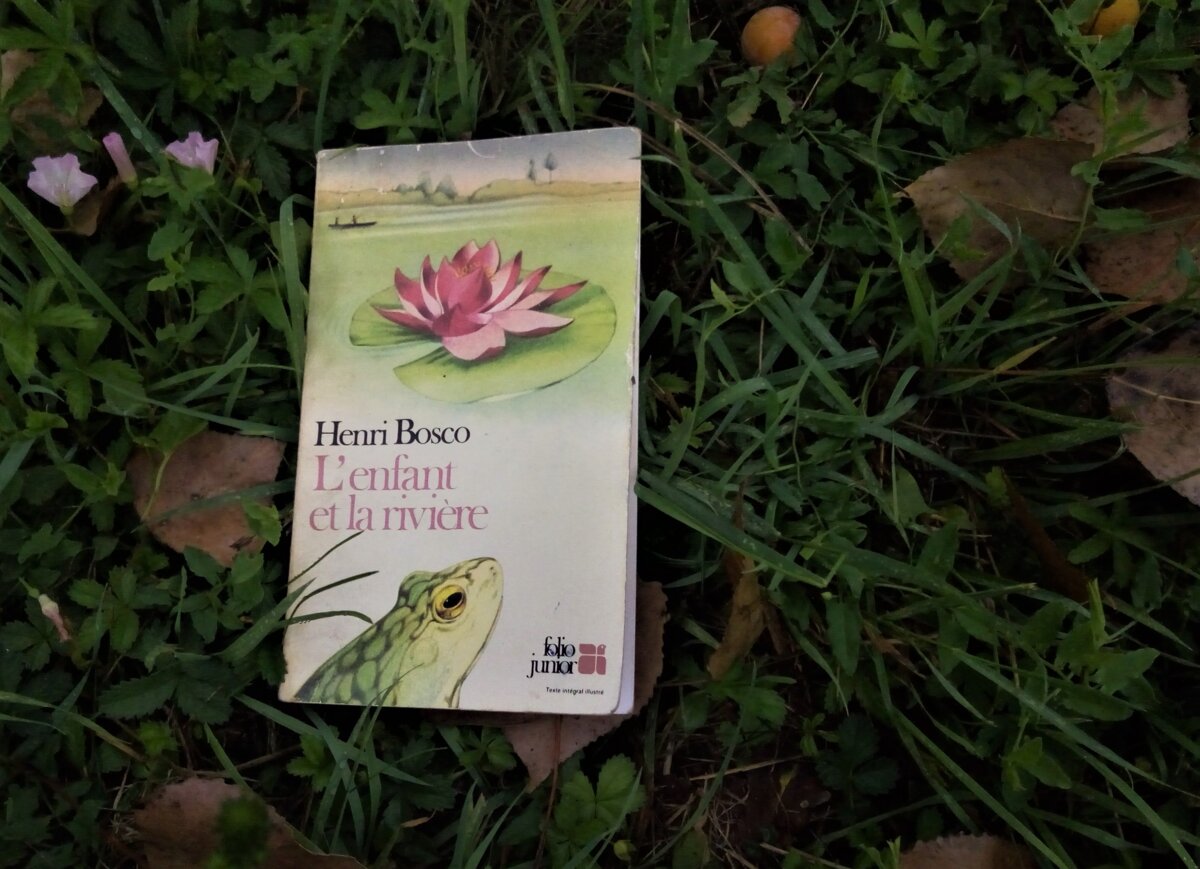 Henri Bosco
L'enfant
et la rivière
folio
junior
Texte intégral illustré